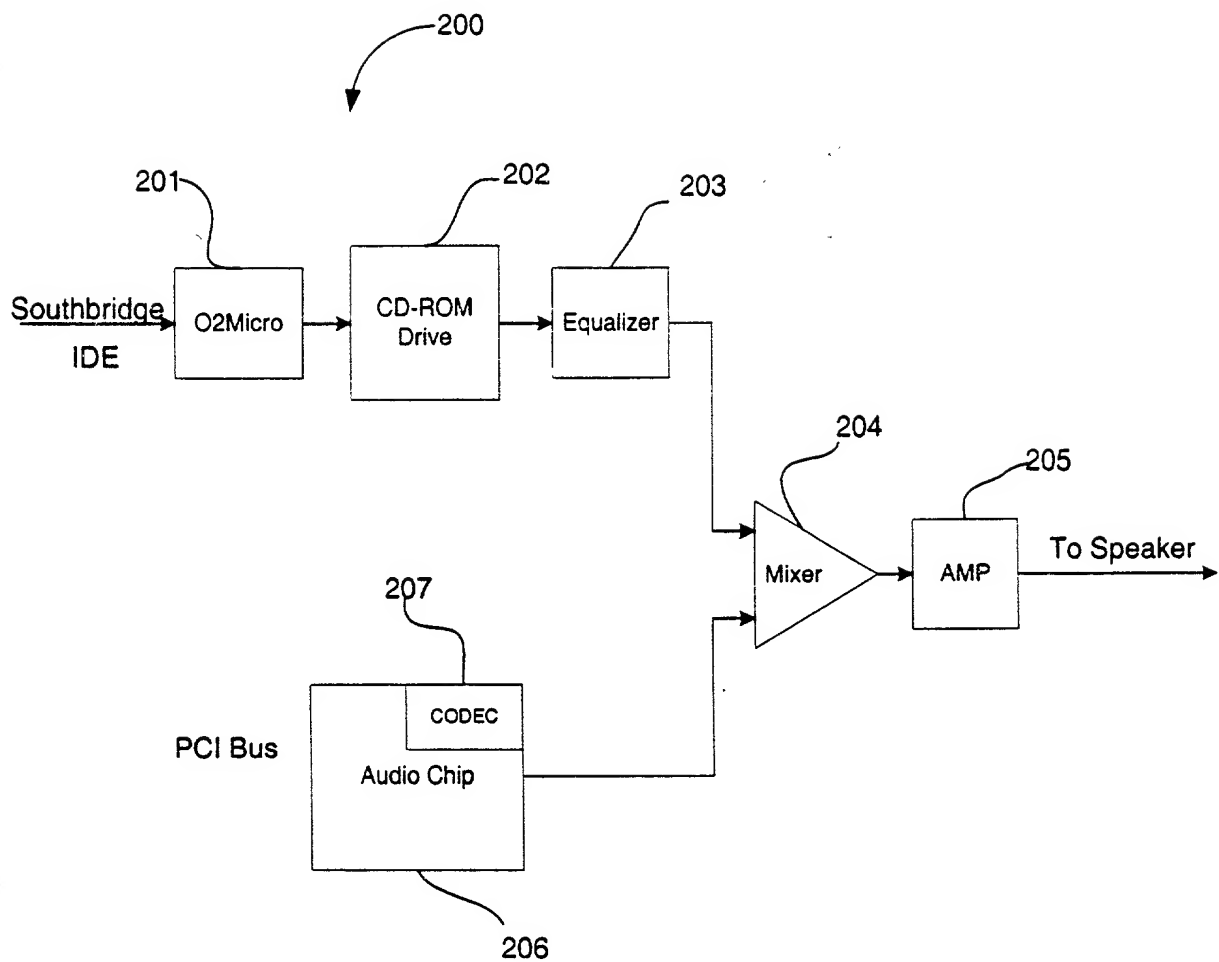 200
201
202
203
Southbridge
IDE
O2Micro
CD-ROM
Drive
Equalizer
204
205
Mixer
AMP
To Speaker
207
CODEC
PCI Bus
Audio Chip
206